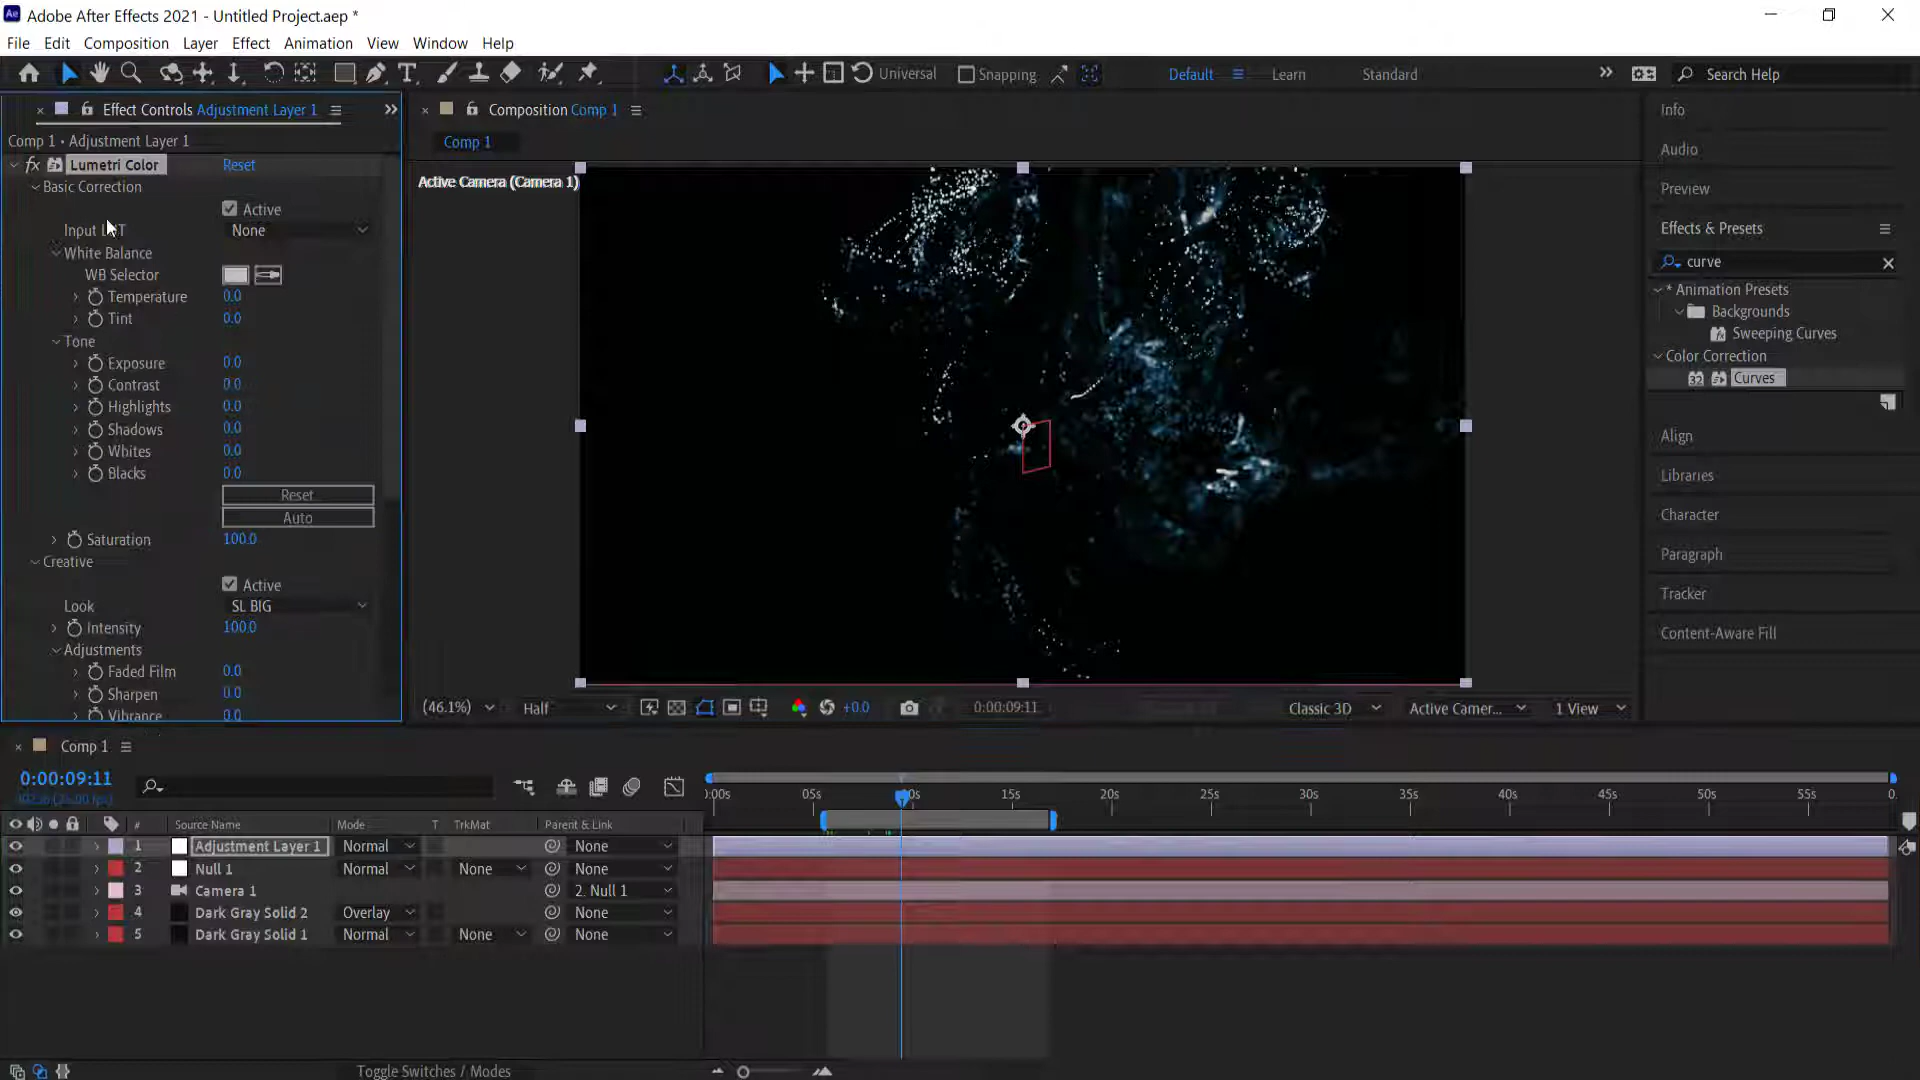 Adobe After Effects 2021 - Untitled Project.aep *
File Edit Composition Layer Effect Animation View Window Help
Universal Snapping Default Learn Standard Search Help
Effect Controls Adjustment Layer 1
Comp 1 • Adjustment Layer 1
fx Lumetri Color Reset
Basic Correction
Active
Input None
White Balance
WB Selector
Temperature 0.0
Tint 0.0
Tone
Exposure 0.0
Contrast 0.0
Highlights 0.0
Shadows 0.0
Whites 0.0
Blacks 0.0
Reset
Auto
Saturation 100.0
Creative
Active
Look SL BIG
Intensity 100.0
Adjustments
Faded Film 0.0
Sharpen 0.0
Vibrance 0.0
Composition Comp 1
Comp 1
Active Camera (Camera 1)
(46.1%) Half +0.0 0:00:09:11 Classic 3D Active Camer... 1 View
Info
Audio
Preview
Effects & Presets
curve
* Animation Presets
Backgrounds
Sweeping Curves
Color Correction
32 Curves
Align
Libraries
Character
Paragraph
Tracker
Content-Aware Fill
Comp 1
0:00:09:11
# Source Name Mode T TrkMat Parent & Link
1 Adjustment Layer 1 Normal None
2 Null 1 Normal None None
3 Camera 1 2. Null 1
4 Dark Gray Solid 2 Overlay None
5 Dark Gray Solid 1 Normal None None
:00s 05s 15s 20s 25s 30s 35s 40s 45s 50s 55s 0.
Toggle Switches / Modes